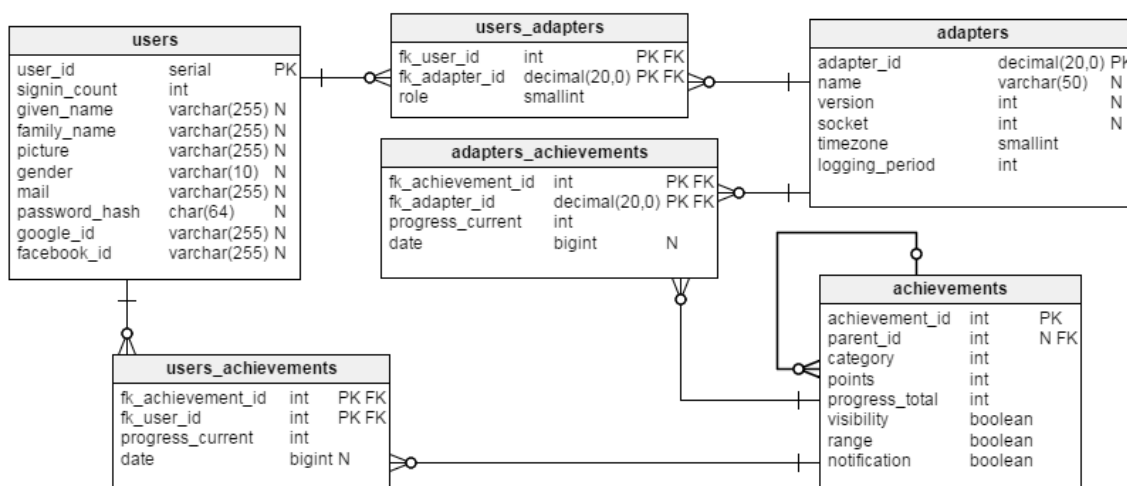 users
user_id serial PK
signin_count int
given_name varchar(255) N
family_name varchar(255) N
picture varchar(255) N
gender varchar(10) N
mail varchar(255) N
password_hash char(64) N
google_id varchar(255) N
facebook_id varchar(255) N
users_adapters
fk_user_id int PK FK
fk_adapter_id decimal(20,0) PK FK
role smallint
adapters
adapter_id decimal(20,0) PK
name varchar(50) N
version int N
socket int N
timezone smallint
logging_period int
adapters_achievements
fk_achievement_id int PK FK
fk_adapter_id decimal(20,0) PK FK
progress_current int
date bigint N
achievements
achievement_id int PK
parent_id int N FK
category int
points int
progress_total int
visibility boolean
range boolean
notification boolean
users_achievements
fk_achievement_id int PK FK
fk_user_id int PK FK
progress_current int
date bigint N